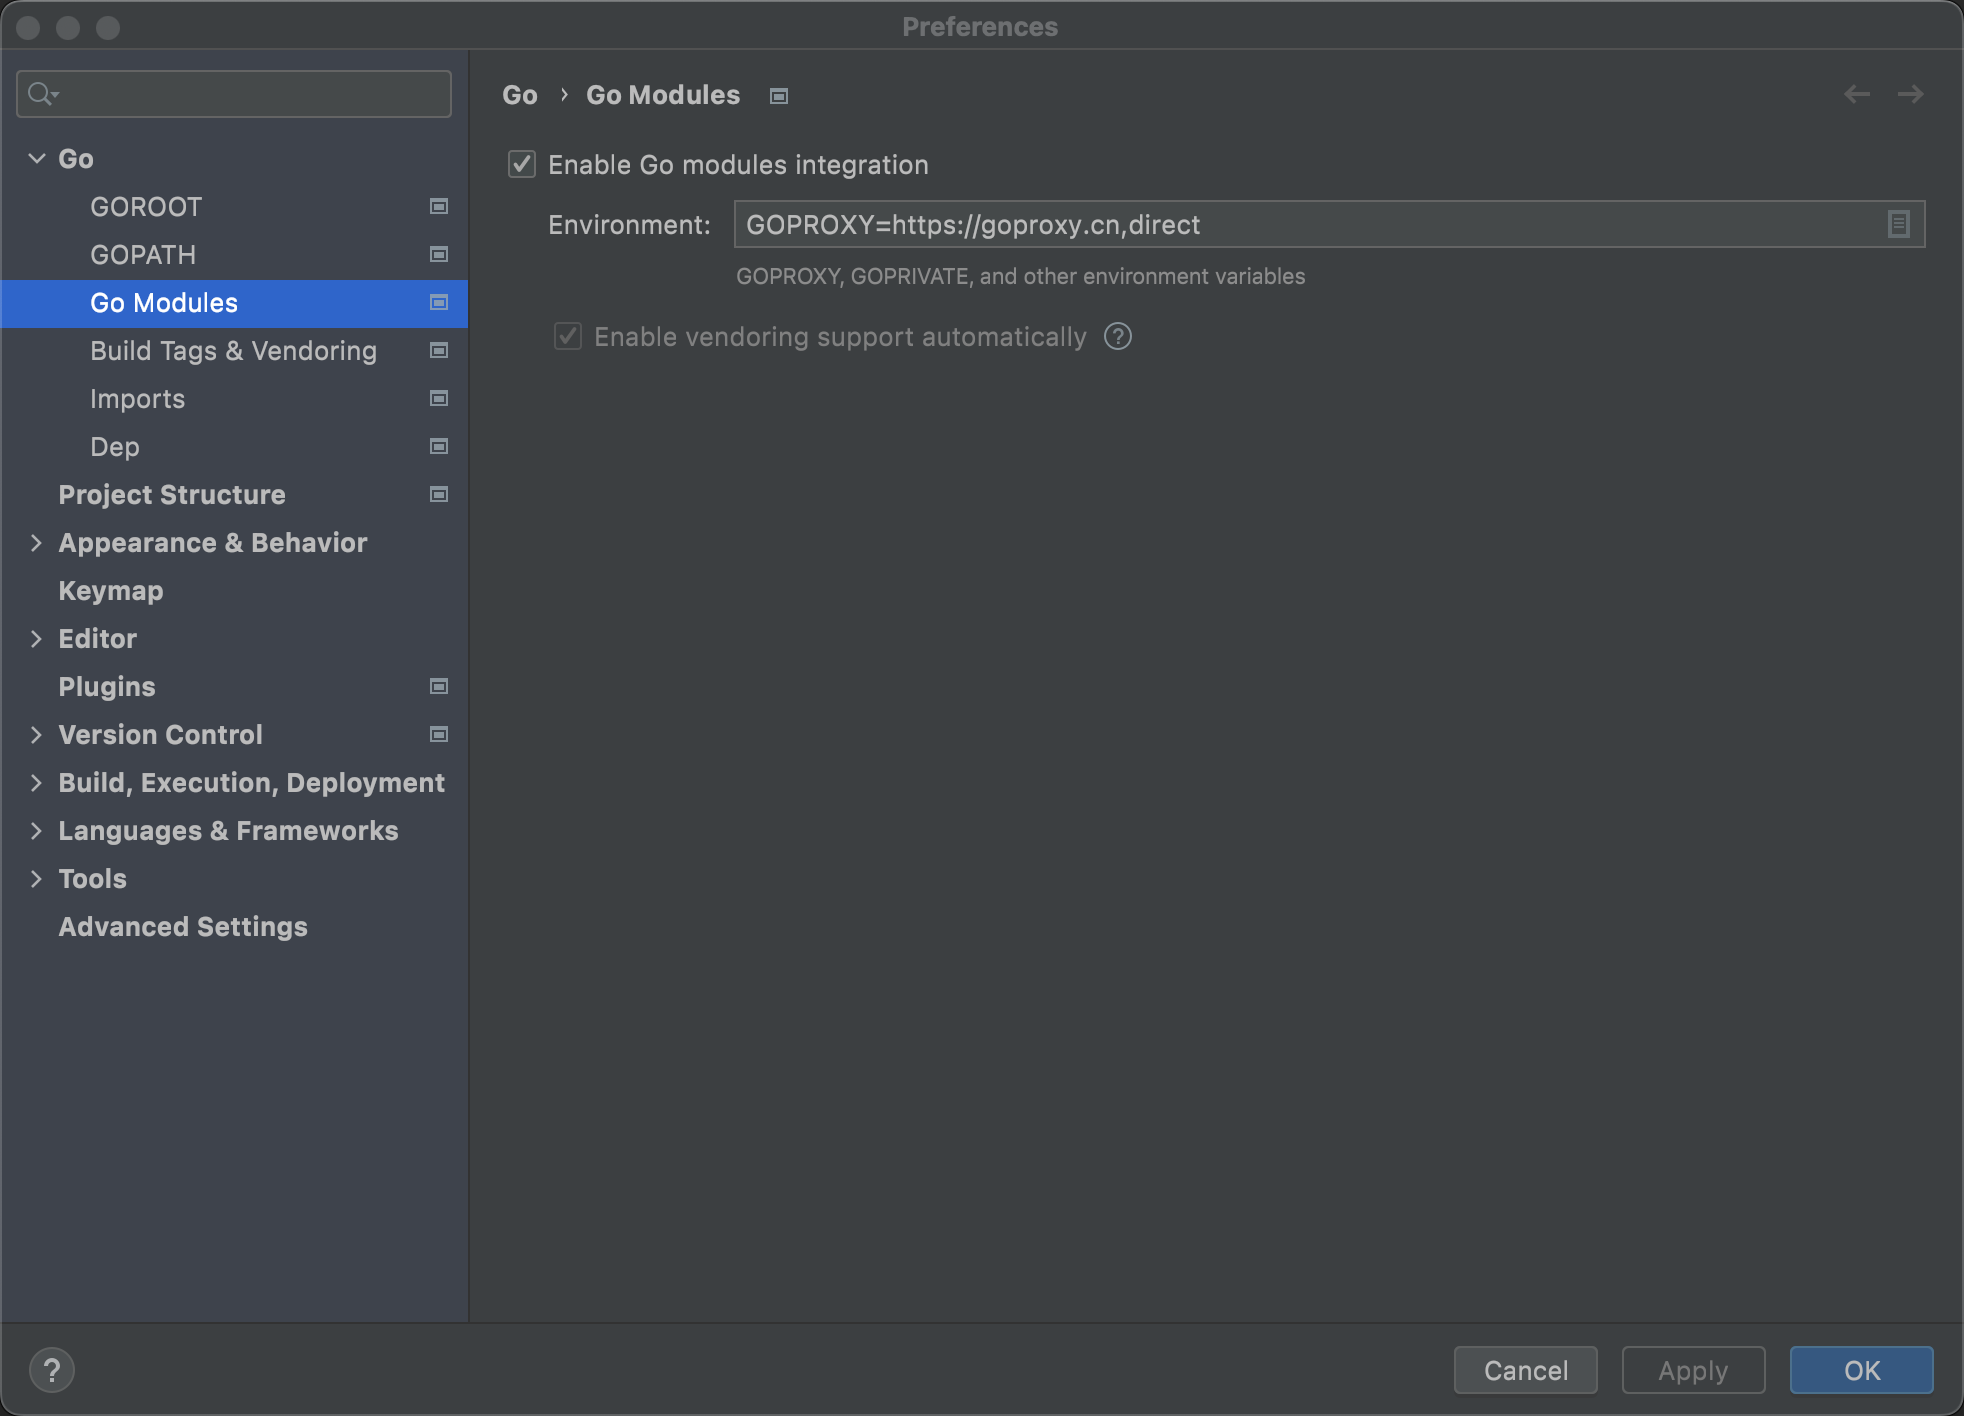 Preferences
Go
GOROOT
GOPATH
Go Modules
Build Tags & Vendoring
Imports
Dep
Project Structure
Appearance & Behavior
Keymap
Editor
Plugins
Version Control
Build, Execution, Deployment
Languages & Frameworks
Tools
Advanced Settings
Go › Go Modules
Enable Go modules integration
Environment: GOPROXY=https://goproxy.cn,direct
GOPROXY, GOPRIVATE, and other environment variables
Enable vendoring support automatically ?
? Cancel Apply OK